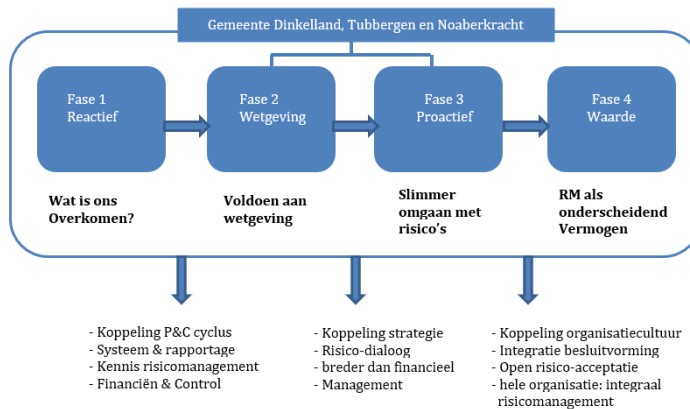 Gemeente Dinkelland, Tubbergen en Noaberkracht
Fase 1
Reactief
Fase 2
Wetgeving
Fase 3
Proactief
Fase 4
Waarde
Wat is ons
Overkomen?
Voldoen aan
wetgeving
Slimmer
omgaan met
risico's
RM als
onderscheidend
Vermogen
- Koppeling P&C cyclus
- Systeem & rapportage
- Kennis risicomanagement
- Financiën & Control
- Koppeling strategie
- Risico-dialoog
- breder dan financieel
- Management
- Koppeling organisatiecultuur
- Integratie besluitvorming
- Open risico-acceptatie
- hele organisatie: integraal
risicomanagement